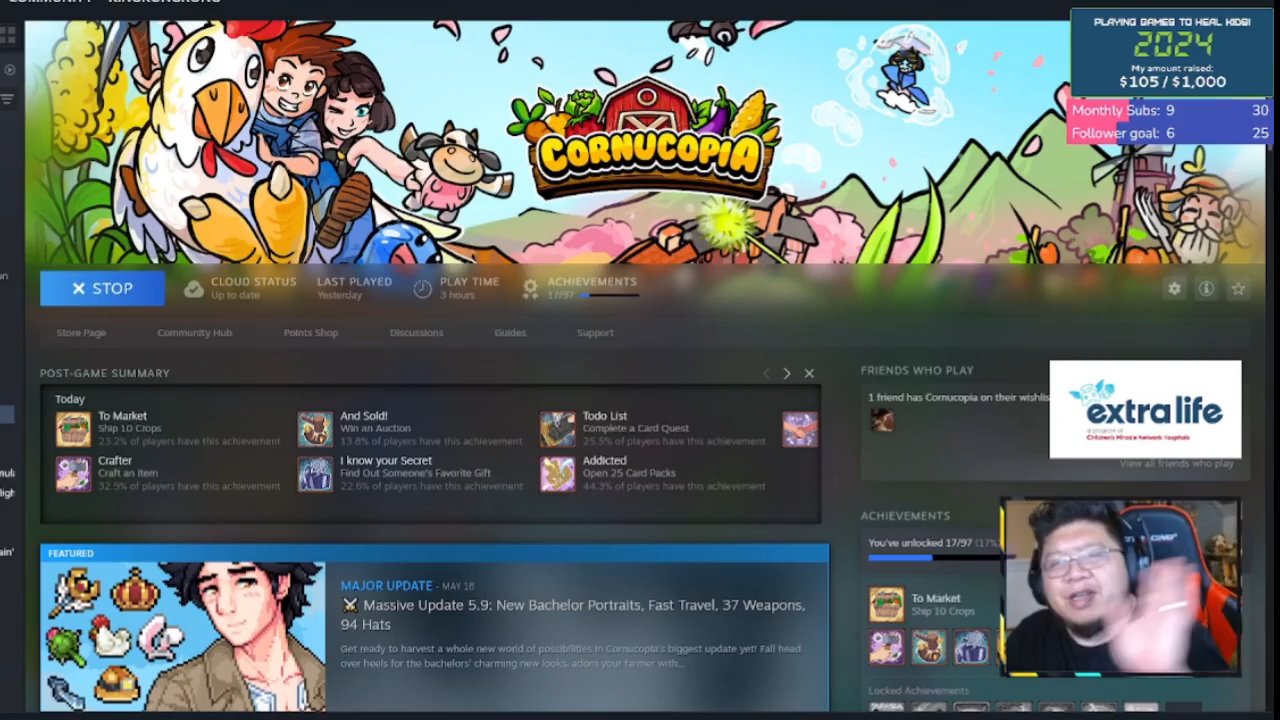 PLAYING GAMES TO HEAL KIDS!
2024
My amount raised:
$105 / $1,000
Monthly Subs: 9 30
Follower goal: 6 25
CORNUCOPIA
STOP
CLOUD STATUS
Up to date
LAST PLAYED
Yesterday
PLAY TIME
3 hours
ACHIEVEMENTS
17/97
Store Page
Community Hub
Points Shop
Discussions
Guides
Support
POST-GAME SUMMARY
Today
To Market
Ship 10 Crops
23.2% of players have this achievement
And Sold!
Win an Auction
13.8% of players have this achievement
Todo List
Complete a Card Quest
25.5% of players have this achievement
Crafter
Craft an Item
32.9% of players have this achievement
I know your Secret
Find Out Someone's Favorite Gift
22.6% of players have this achievement
Addicted
Open 25 Card Packs
44.3% of players have this achievement
FRIENDS WHO PLAY
1 friend has Cornucopia on their wishlis
extralife
a program of
Children's Miracle Network Hospitals
View all friends who play
ACHIEVEMENTS
You've unlocked 17/97 (17%
To Market
Ship 10 Crops
Locked Achievements
FEATURED
MAJOR UPDATE - MAY 18
Massive Update 5.9: New Bachelor Portraits, Fast Travel, 37 Weapons,
94 Hats
Get ready to harvest a whole new world of possibilities in Cornucopia's biggest update yet! Fall head
over heels for the bachelors' charming new looks, adorn your farmer with...